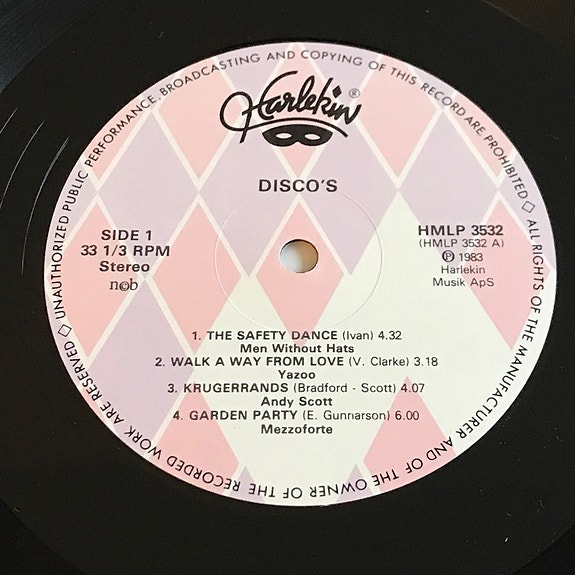 UNAUTHORIZED PUBLIC PERFORMANCE. BROADCASTING AND COPYING OF THIS RECORD ARE PROHIBITED ◇ ALL RIGHTS OF THE MANUFACTURER AND OF THE OWNER OF THE RECORDED WORK ARE RESERVED ◇
Harlekin®
DISCO'S
SIDE 1
33 1/3 RPM
Stereo
n©b
HMLP 3532
(HMLP 3532 A)
℗ 1983
Harlekin
Musik ApS
1. THE SAFETY DANCE (Ivan) 4.32
Men Without Hats
2. WALK A WAY FROM LOVE (V. Clarke) 3.18
Yazoo
3. KRUGERRANDS (Bradford - Scott) 4.07
Andy Scott
4. GARDEN PARTY (E. Gunnarson) 6.00
Mezzoforte